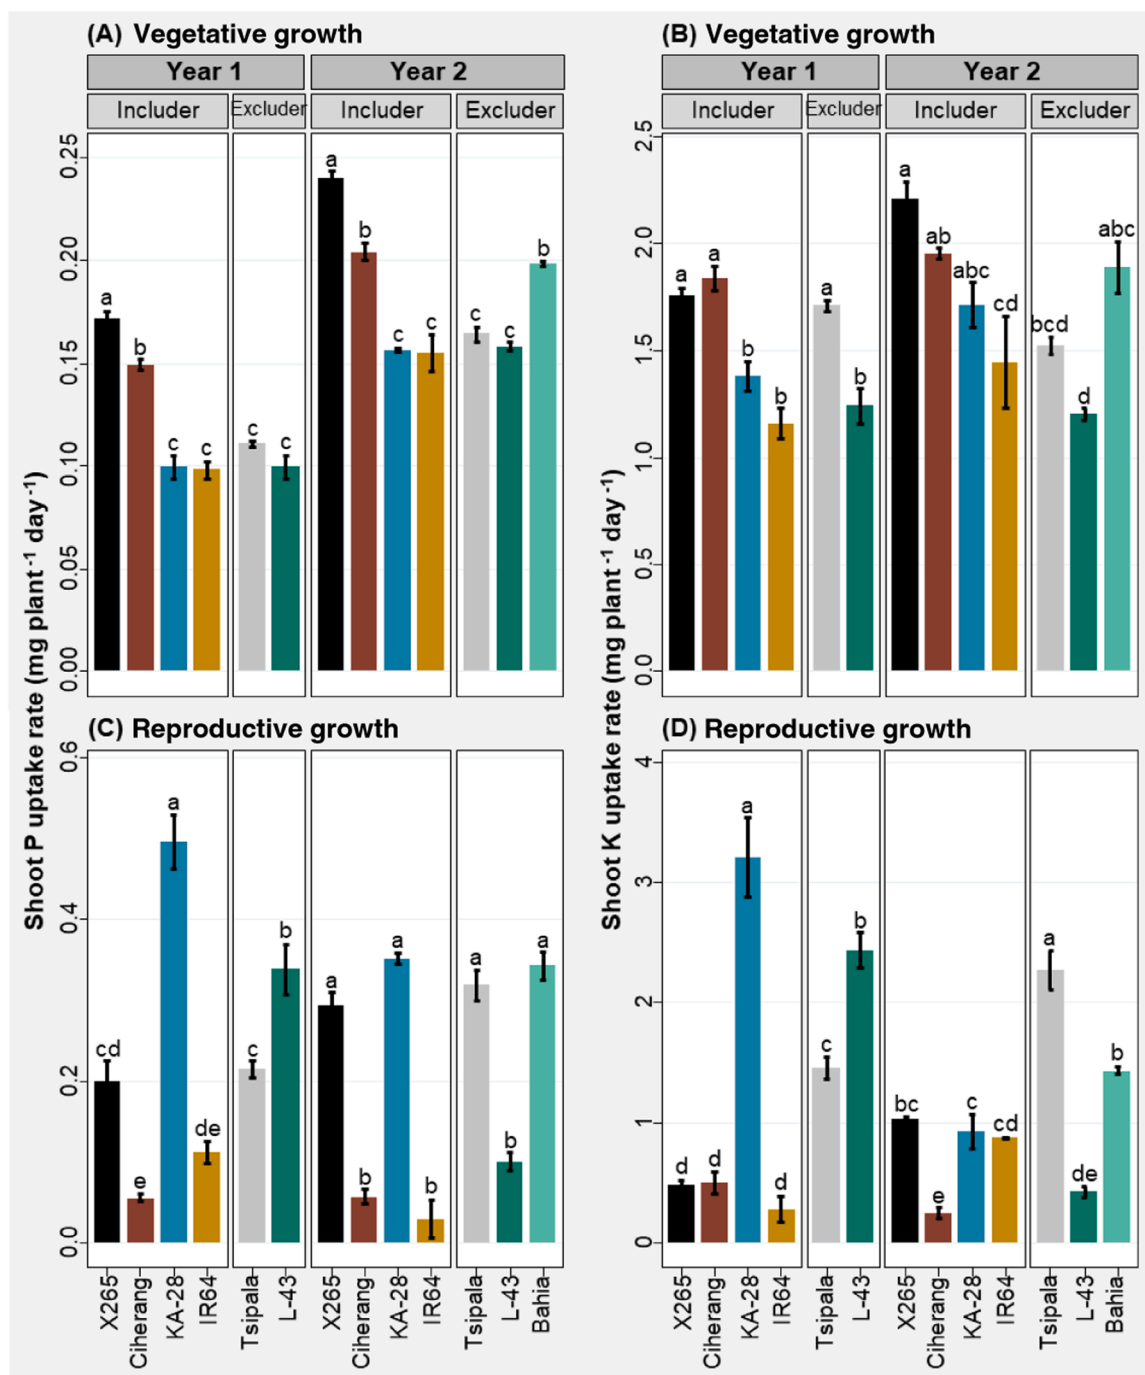 (A) Vegetative growth
Year 1 Year 2
Includer Excluder Includer Excluder
Shoot P uptake rate (mg plant⁻¹ day⁻¹)
0.25
0.20
0.15
0.10
0.05
0.00
a b c c c c a b c c c c b
(B) Vegetative growth
Year 1 Year 2
Includer Excluder Includer Excluder
Shoot K uptake rate (mg plant⁻¹ day⁻¹)
2.5
2.0
1.5
1.0
0.5
0.0
a a b b a b a ab abc cd bcd d abc
(C) Reproductive growth
0.6
0.4
0.2
0.0
cd e a de c b a b a b a b a
X265 Ciherang KA-28 IR64 Tsipala L-43 X265 Ciherang KA-28 IR64 Tsipala L-43 Bahia
(D) Reproductive growth
4
3
2
1
0
d d a d c b bc e c cd a de b
X265 Ciherang KA-28 IR64 Tsipala L-43 X265 Ciherang KA-28 IR64 Tsipala L-43 Bahia